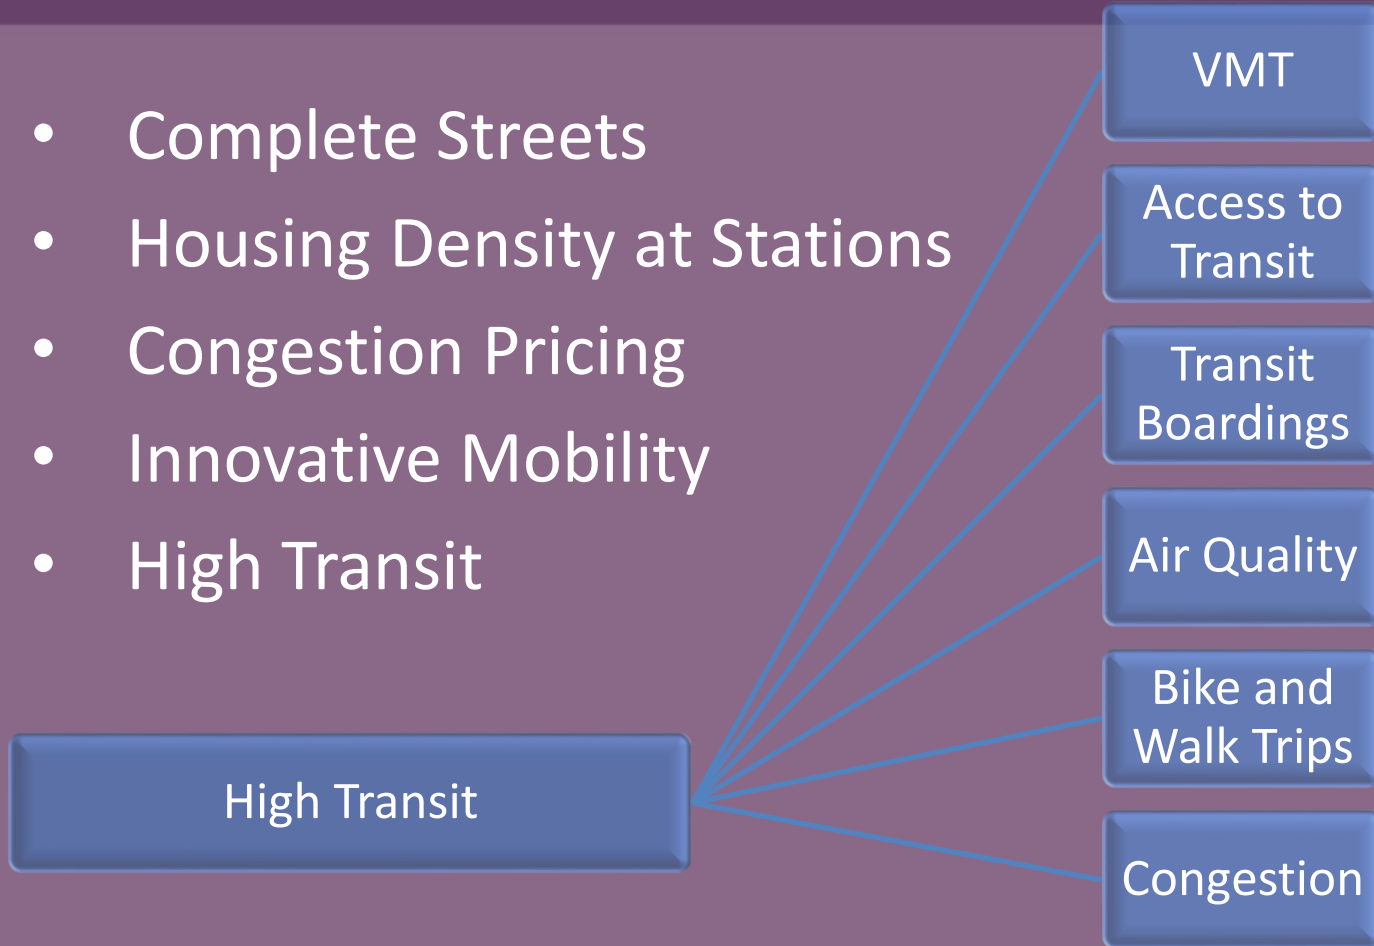 • Complete Streets
• Housing Density at Stations
• Congestion Pricing
• Innovative Mobility
• High Transit
High Transit
VMT
Access to
Transit
Transit
Boardings
Air Quality
Bike and
Walk Trips
Congestion